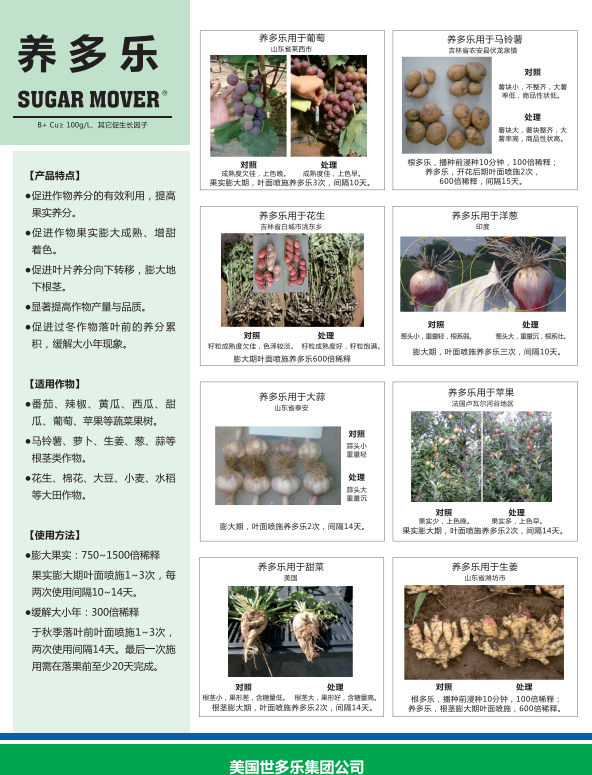 养多乐
SUGAR MOVER®
B+ Cu≥ 100g/L、其它促生长因子
【产品特点】
●促进作物养分的有效利用，提高
果实养分。
●促进作物果实膨大成熟、增甜
着色。
●促进叶片养分向下转移，膨大地
下根茎。
●显著提高作物产量与品质。
●促进过冬作物落叶前的养分累
积，缓解大小年现象。
【适用作物】
●番茄、辣椒、黄瓜、西瓜、甜
瓜、葡萄、苹果等蔬菜果树。
●马铃薯、萝卜、生姜、葱、蒜等
根茎类作物。
●花生、棉花、大豆、小麦、水稻
等大田作物。
【使用方法】
●膨大果实：750~1500倍稀释
果实膨大期叶面喷施1~3次，每
两次使用间隔10~14天。
●缓解大小年：300倍稀释
于秋季落叶前叶面喷施1~3次，
两次使用间隔14天。最后一次施
用需在落果前至少20天完成。
养多乐用于葡萄
山东省莱西市
对照 处理
成熟度欠佳，上色晚。 成熟度佳，上色早。
果实膨大期，叶面喷施养多乐3次，间隔10天。
养多乐用于马铃薯
吉林省农安县伏龙泉镇
对照
薯块小，不整齐，大薯
率低，商品性状低。
处理
薯块大，薯块整齐，大
薯率高，商品性状高。
根多乐，播种前浸种10分钟，100倍稀释；
养多乐，开花后期叶面喷施2次，
600倍稀释，间隔15天。
养多乐用于花生
吉林省白城市洮东乡
对照 处理
籽粒成熟度欠佳，色泽较淡。 籽粒成熟度好，籽粒饱满。
膨大期叶面喷施养多乐600倍稀释
养多乐用于洋葱
印度
对照 处理
葱头小，重量轻，根系弱。 葱头大，重量沉，根系壮。
膨大期，叶面喷施养多乐三次，间隔10天。
养多乐用于大蒜
山东省泰安
对照
蒜头小
重量轻
处理
蒜头大
重量沉
膨大期，叶面喷施养多乐2次，间隔14天。
养多乐用于苹果
法国卢瓦尔河谷地区
对照 处理
果实少，上色晚。 果实多，上色早。
果实膨大期，叶面喷施养多乐2次，间隔14天。
养多乐用于甜菜
美国
对照 处理
根茎小，果形差，含糖量低。 根茎大，果形好，含糖量高。
根茎膨大期，叶面喷施养多乐2次，间隔14天。
养多乐用于生姜
山东省潍坊市
对照 处理
根多乐，播种前浸种10分钟，100倍稀释；
养多乐，根茎膨大期叶面喷施，600倍稀释。
美国世多乐集团公司